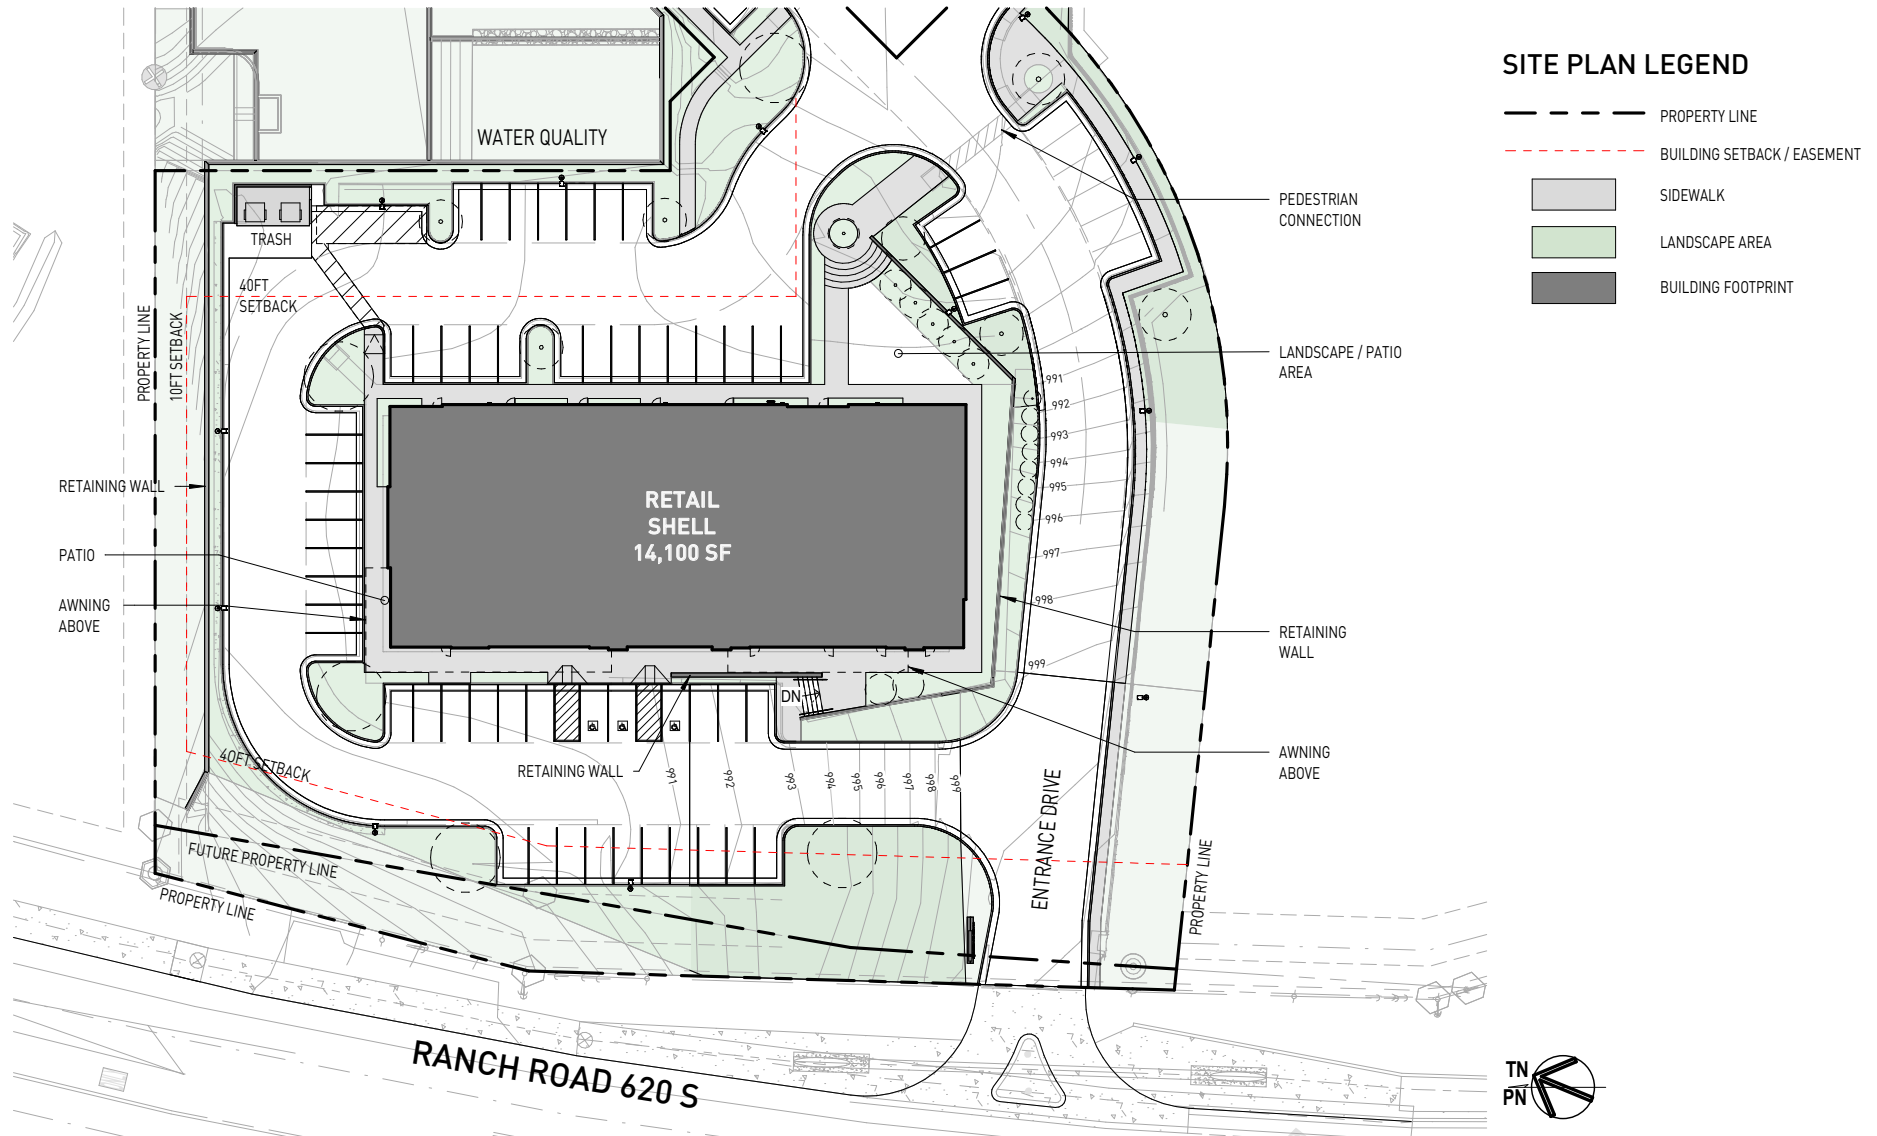 SITE PLAN LEGEND
PROPERTY LINE
BUILDING SETBACK / EASEMENT
SIDEWALK
LANDSCAPE AREA
BUILDING FOOTPRINT
WATER QUALITY
TRASH
40FT
SETBACK
PROPERTY LINE
10FT SETBACK
PEDESTRIAN
CONNECTION
LANDSCAPE / PATIO
AREA
991
992
993
994
995
996
997
998
999
RETAINING WALL
PATIO
AWNING
ABOVE
RETAIL
SHELL
14,100 SF
RETAINING
WALL
AWNING
ABOVE
DN
RETAINING WALL
40FT SETBACK
991
992
993
994
995
996
997
998
999
ENTRANCE DRIVE
PROPERTY LINE
FUTURE PROPERTY LINE
PROPERTY LINE
RANCH ROAD 620 S
TN
PN